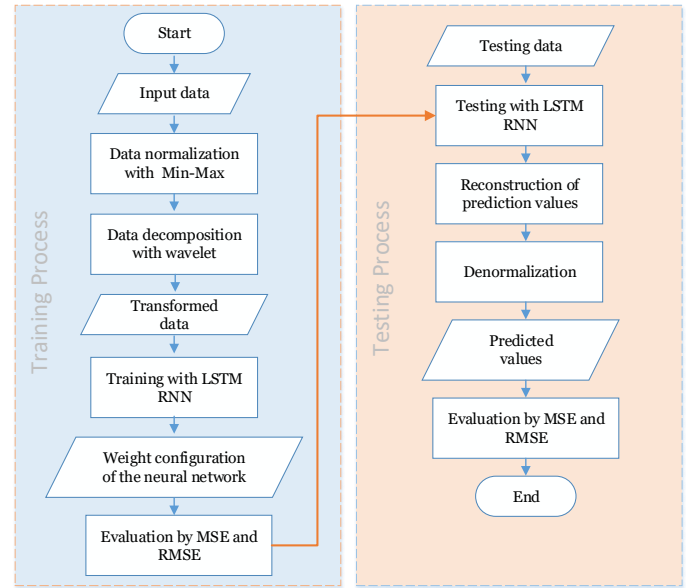 Start
Input data
Data normalization
with Min-Max
Data decomposition
with wavelet
Transformed
data
Training with LSTM
RNN
Weight configuration
of the neural network
Evaluation by MSE and
RMSE
Training Process
Testing data
Testing with LSTM
RNN
Reconstruction of
prediction values
Denormalization
Predicted
values
Evaluation by MSE and
RMSE
End
Testing Process